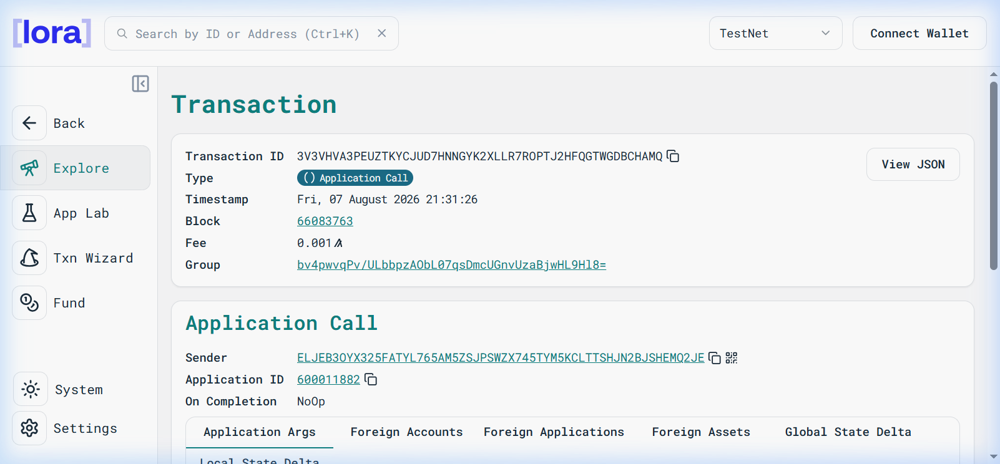 [lora]
Search by ID or Address (Ctrl+K)
TestNet
Connect Wallet
Back
Explore
App Lab
Txn Wizard
Fund
System
Settings
Transaction
Transaction ID 3V3VHVA3PEUZTKYCJUD7HNNGYK2XLLR7ROPTJ2HFQGTWGDBCHAMQ
View JSON
Type () Application Call
Timestamp Fri, 07 August 2026 21:31:26
Block 66083763
Fee 0.001
Group bv4pwvqPv/ULbbpzAObL07qsDmcUGnvUzaBjwHL9Hl8=
Application Call
Sender ELJEB3OYX325FATYL765AM5ZSJPSWZX745TYM5KCLTTSHJN2BJSHEMQ2JE
Application ID 600011882
On Completion NoOp
Application Args Foreign Accounts Foreign Applications Foreign Assets Global State Delta
Local State Delta